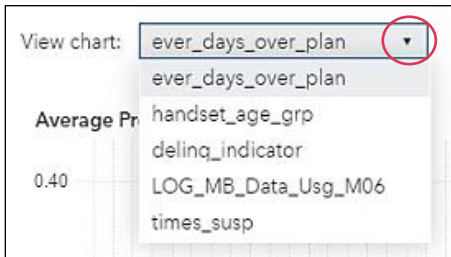 View chart: ever_days_over_plan
ever_days_over_plan
handset_age_grp
Average Pr
delinq_indicator
LOG_MB_Data_Usg_M06
0.40
times_susp